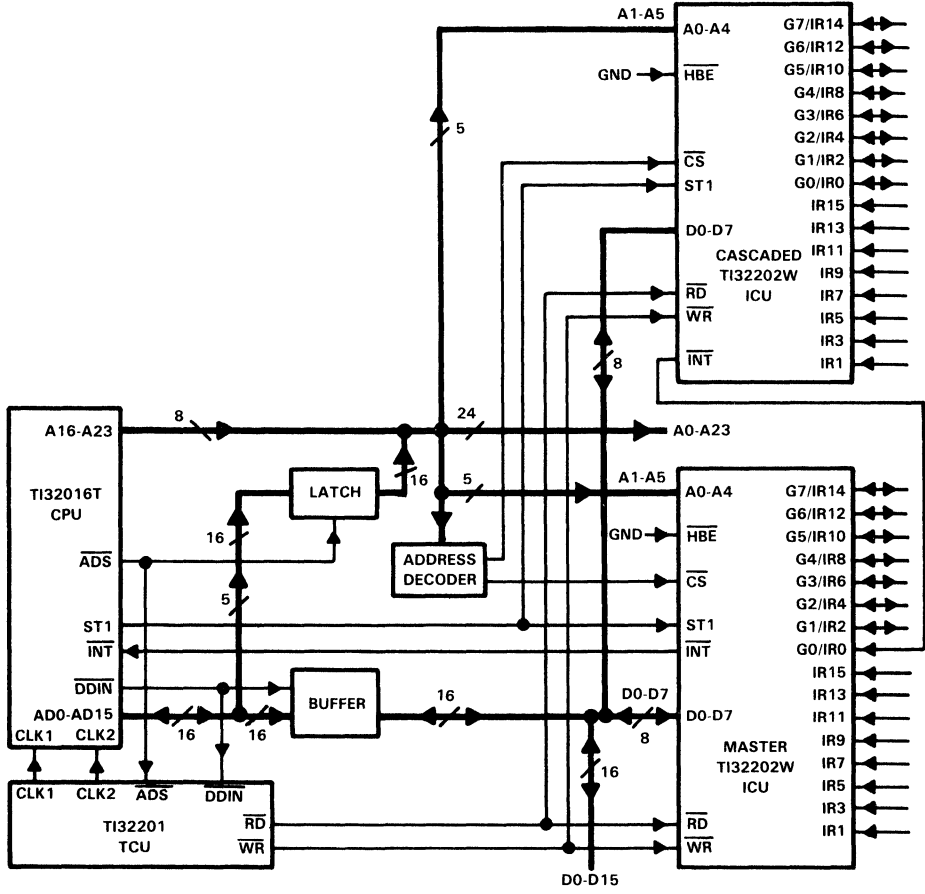 A1-A5
A0-A4
GND
HBE
5
CS
ST1
D0-D7
RD
WR
INT
8
CASCADED
TI32202W
ICU
G7/IR14
G6/IR12
G5/IR10
G4/IR8
G3/IR6
G2/IR4
G1/IR2
G0/IR0
IR15
IR13
IR11
IR9
IR7
IR5
IR3
IR1
A16-A23
8
24
A0-A23
TI32016T
CPU
LATCH
16
16
5
5
A1-A5
A0-A4
GND
HBE
ADDRESS
DECODER
ADS
CS
ST1
ST1
INT
INT
DDIN
BUFFER
AD0-AD15
16
16
16
D0-D7
D0-D7
8
16
D0-D15
CLK1
CLK2
CLK1
CLK2
ADS
DDIN
TI32201
TCU
RD
WR
RD
WR
MASTER
TI32202W
ICU
G7/IR14
G6/IR12
G5/IR10
G4/IR8
G3/IR6
G2/IR4
G1/IR2
G0/IR0
IR15
IR13
IR11
IR9
IR7
IR5
IR3
IR1